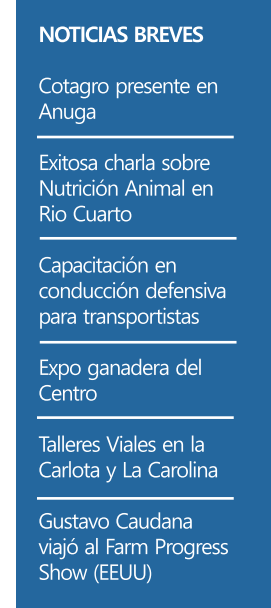 NOTICIAS BREVES
Cotagro presente en
Anuga
Exitosa charla sobre
Nutrición Animal en
Rio Cuarto
Capacitación en
conducción defensiva
para transportistas
Expo ganadera del
Centro
Talleres Viales en la
Carlota y La Carolina
Gustavo Caudana
viajó al Farm Progress
Show (EEUU)